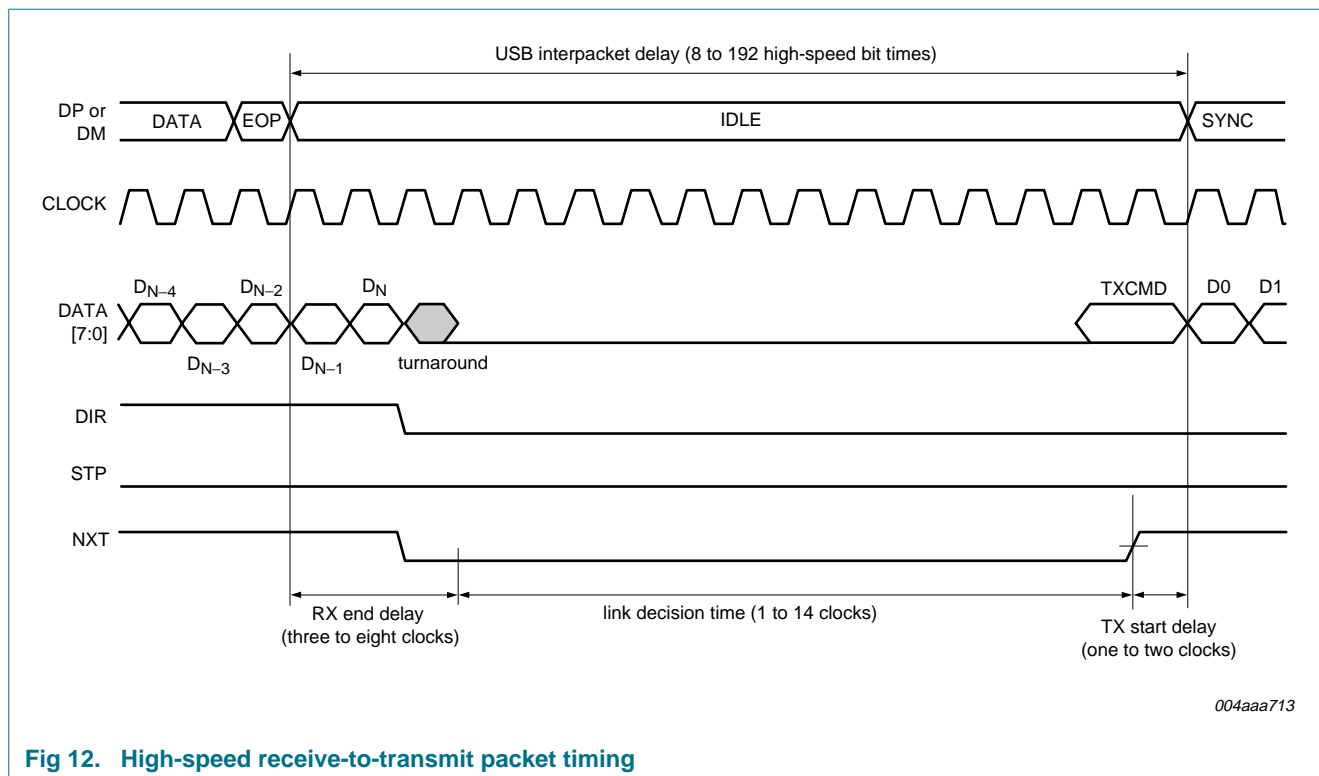 USB interpacket delay (8 to 192 high-speed bit times)
DP or
DM
DATA
EOP
IDLE
SYNC
CLOCK
DATA
[7:0]
DN–4
DN–3
DN–2
DN–1
DN
turnaround
TXCMD
D0
D1
DIR
STP
NXT
RX end delay
(three to eight clocks)
link decision time (1 to 14 clocks)
TX start delay
(one to two clocks)
004aaa713
Fig 12. High-speed receive-to-transmit packet timing